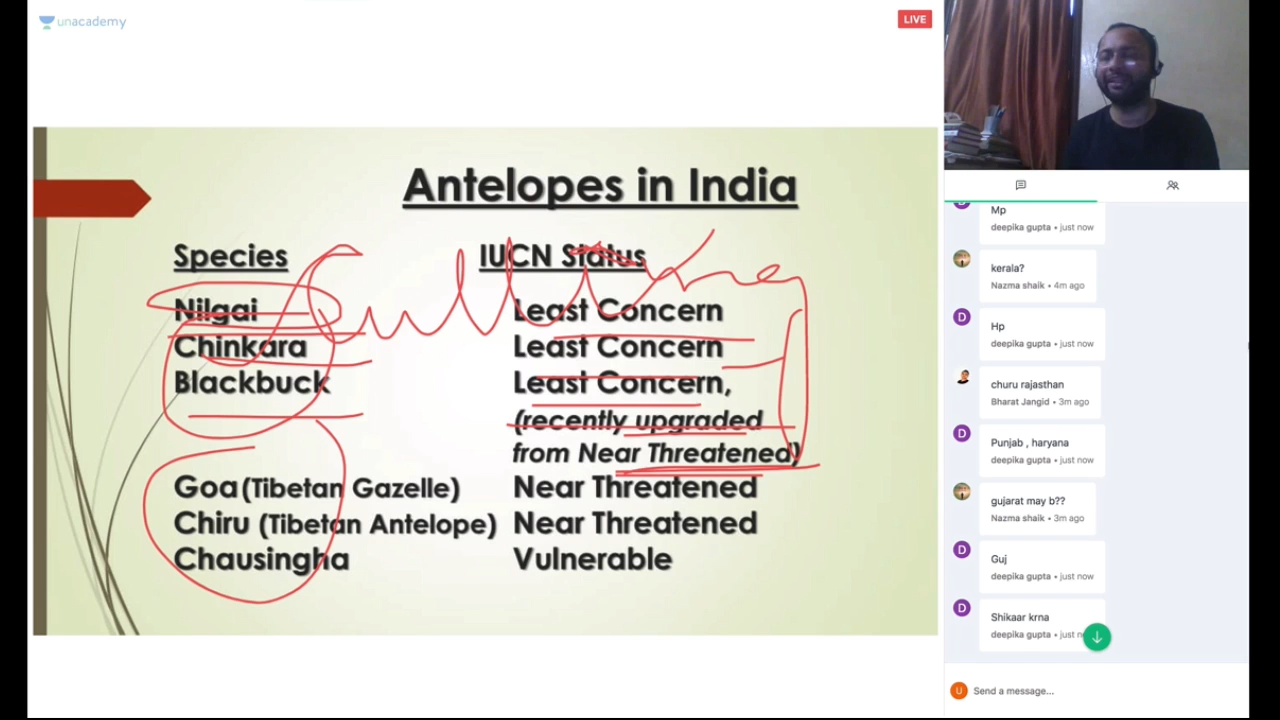 unacademy
LIVE
Antelopes in India
Species IUCN Status
Nilgai Least Concern
Chinkara Least Concern
Blackbuck Least Concern,
(recently upgraded
from Near Threatened)
Goa (Tibetan Gazelle) Near Threatened
Chiru (Tibetan Antelope) Near Threatened
Chausingha Vulnerable
Mp
deepika gupta • just now
kerala?
Nazma shaik • 4m ago
D
Hp
deepika gupta • just now
churu rajasthan
Bharat Jangid • 3m ago
D
Punjab , haryana
deepika gupta • just now
gujarat may b??
Nazma shaik • 3m ago
D
Guj
deepika gupta • just now
D
Shikaar krna
deepika gupta • just n
U Send a message...